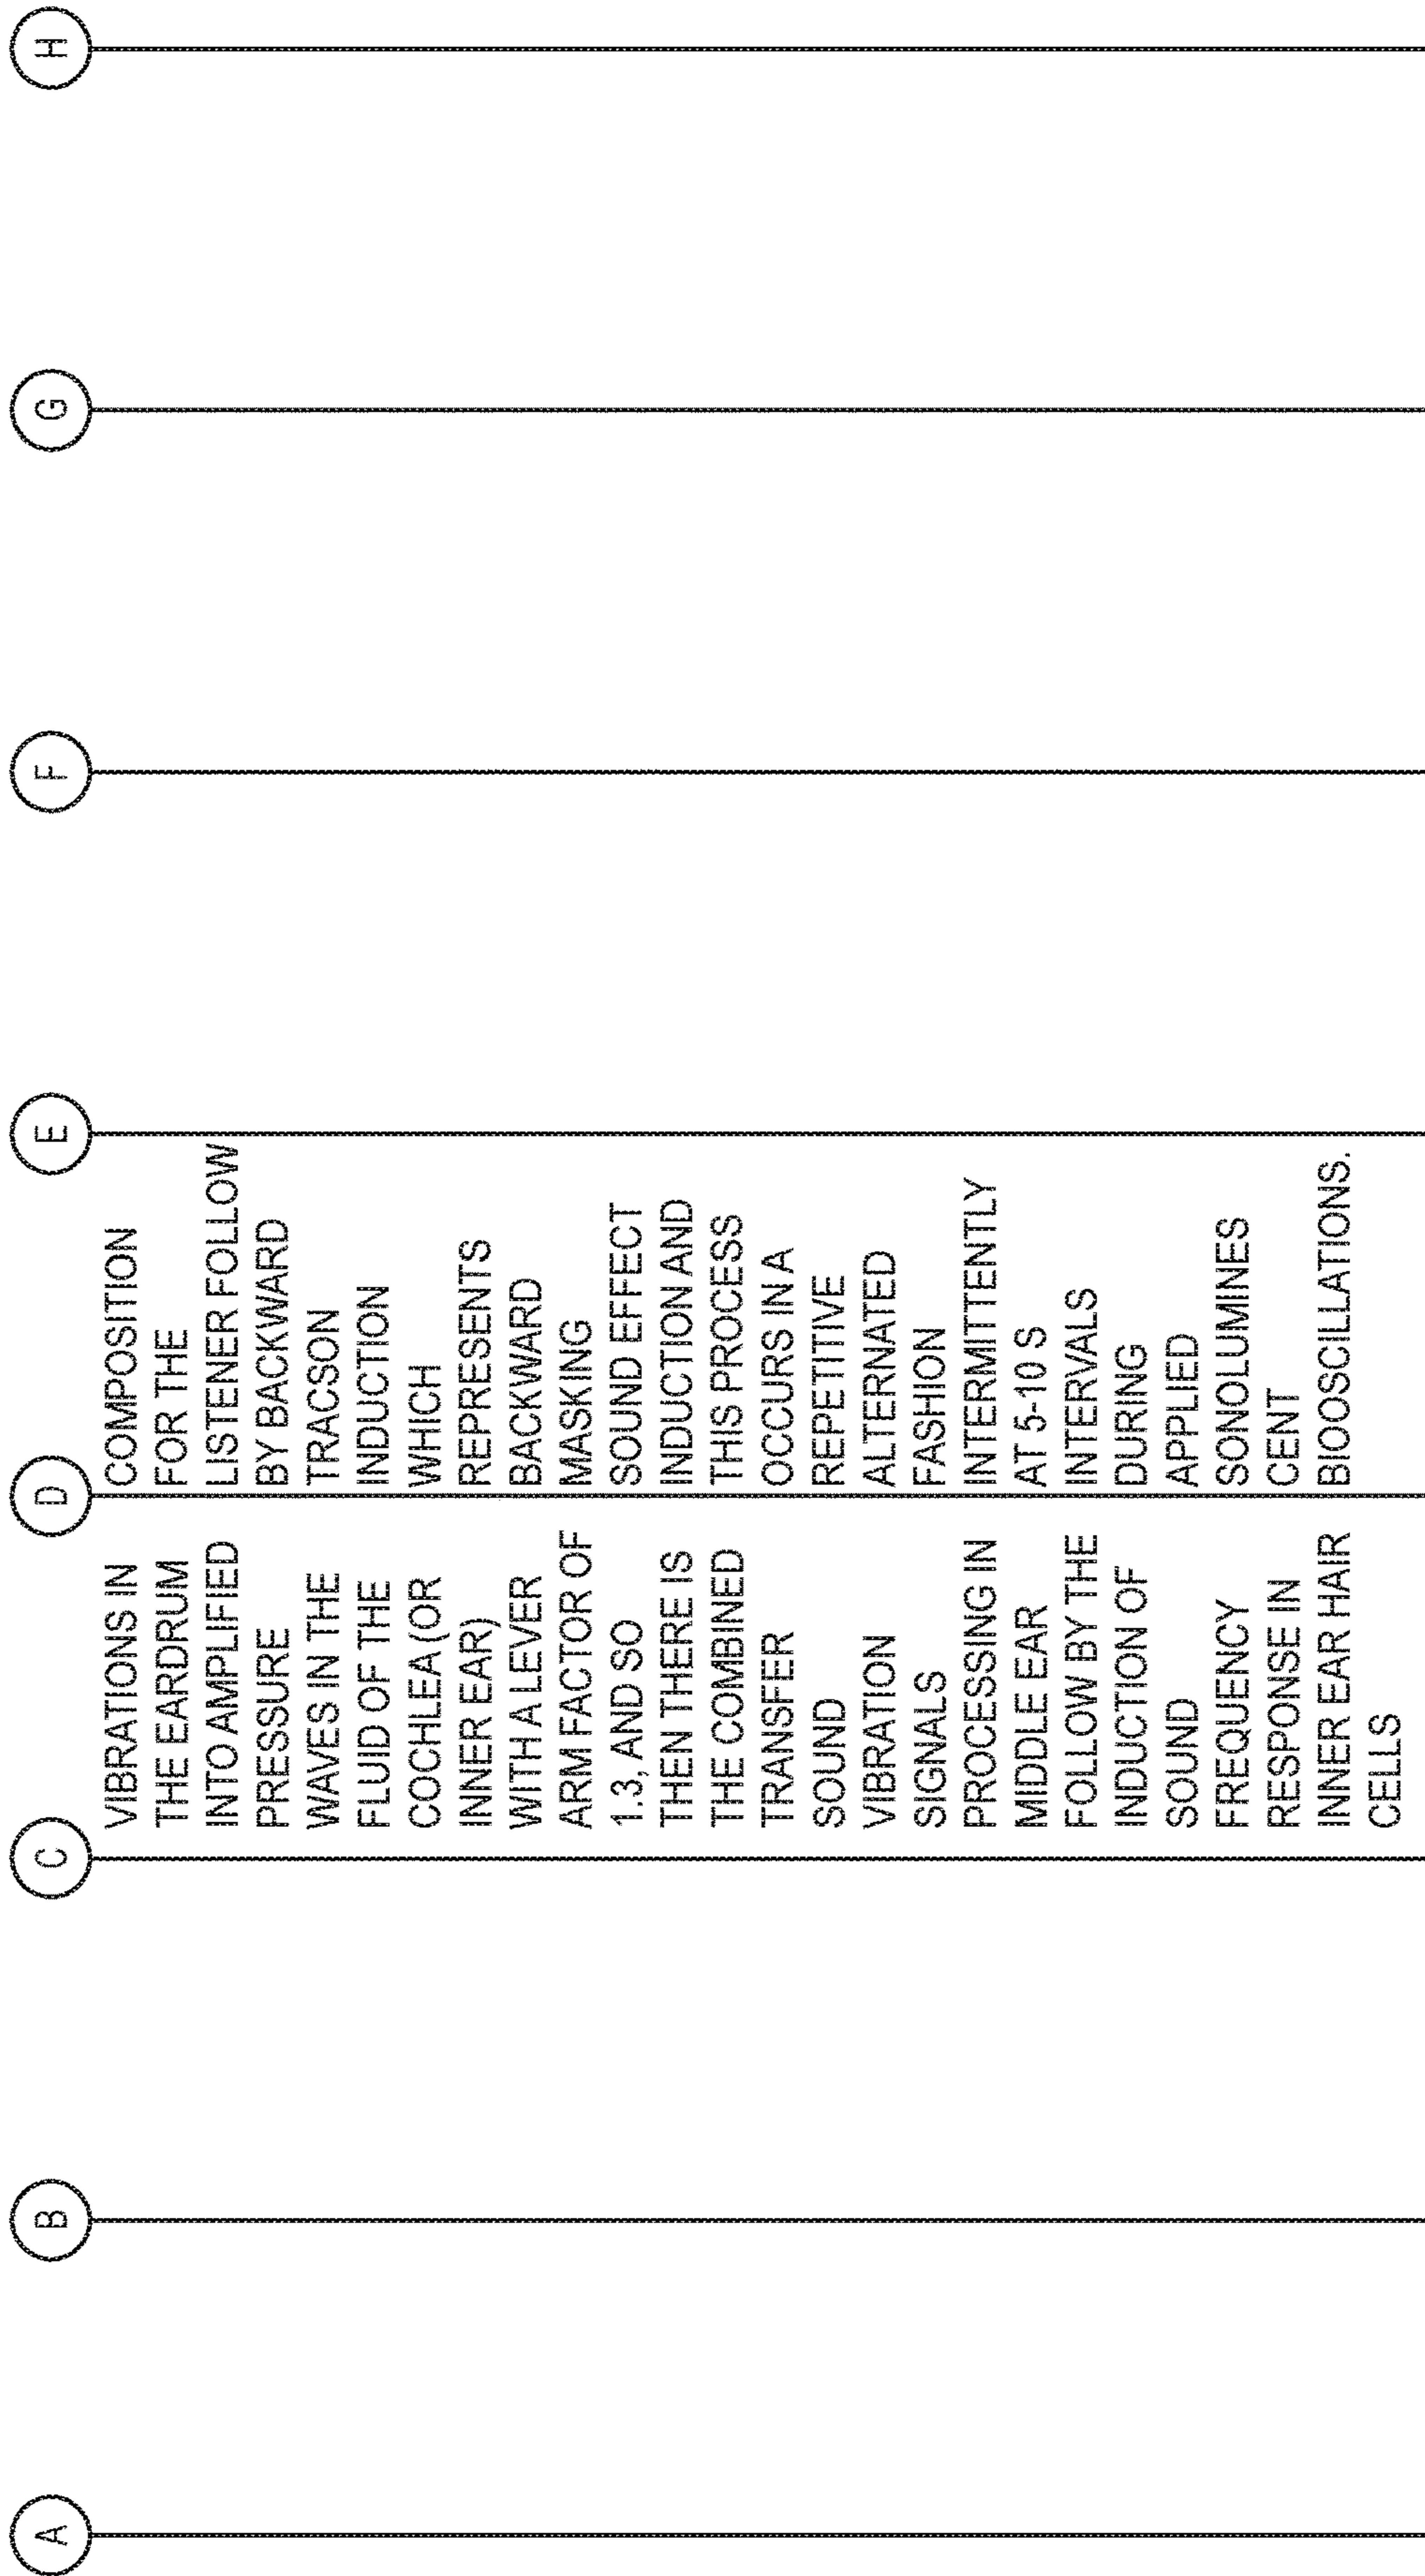 A
B
C
D
E
F
G
H
VIBRATIONS IN
THE EARDRUM
INTO AMPLIFIED
PRESSURE
WAVES IN THE
FLUID OF THE
COCHLEA (OR
INNER EAR)
WITH A LEVER
ARM FACTOR OF
1.3, AND SO
THEN THERE IS
THE COMBINED
TRANSFER
SOUND
VIBRATION
SIGNALS
PROCESSING IN
MIDDLE EAR
FOLLOW BY THE
INDUCTION OF
SOUND
FREQUENCY
RESPONSE IN
INNER EAR HAIR
CELLS
COMPOSITION
FOR THE
LISTENER FOLLOW
BY BACKWARD
TRACSON
INDUCTION
WHICH
REPRESENTS
BACKWARD
MASKING
SOUND EFFECT
INDUCTION AND
THIS PROCESS
OCCURS IN A
REPETITIVE
ALTERNATED
FASHION
INTERMITTENTLY
AT 5-10 S
INTERVALS
DURING
APPLIED
SONOLUMINES
CENT
BIOOSCILLATIONS.